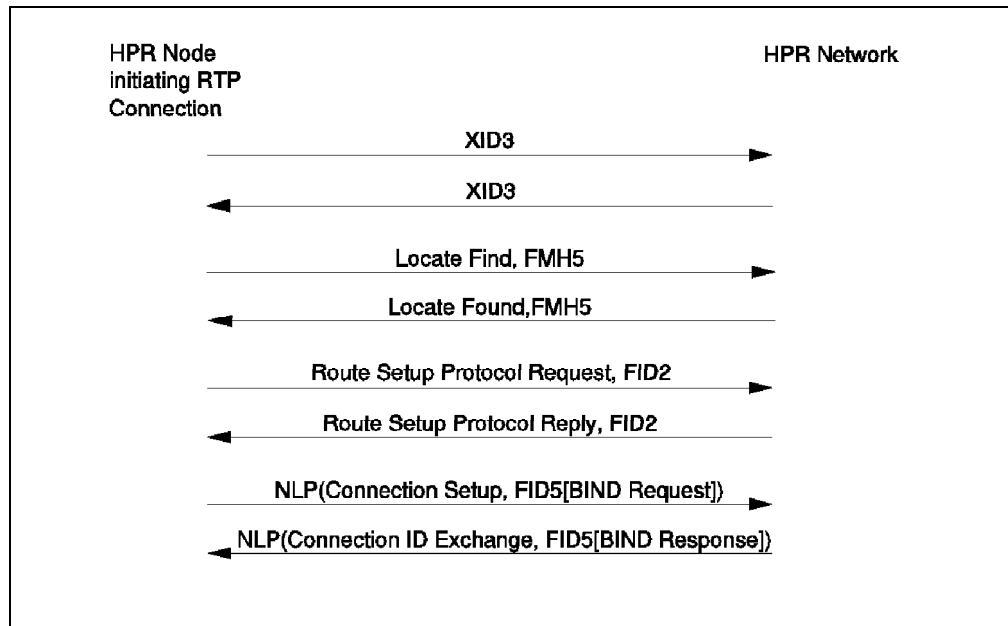 HPR Node
initiating RTP
Connection
HPR Network
XID3
XID3
Locate Find, FMH5
Locate Found,FMH5
Route Setup Protocol Request, FID2
Route Setup Protocol Reply, FID2
NLP(Connection Setup, FID5[BIND Request])
NLP(Connection ID Exchange, FID5[BIND Response])